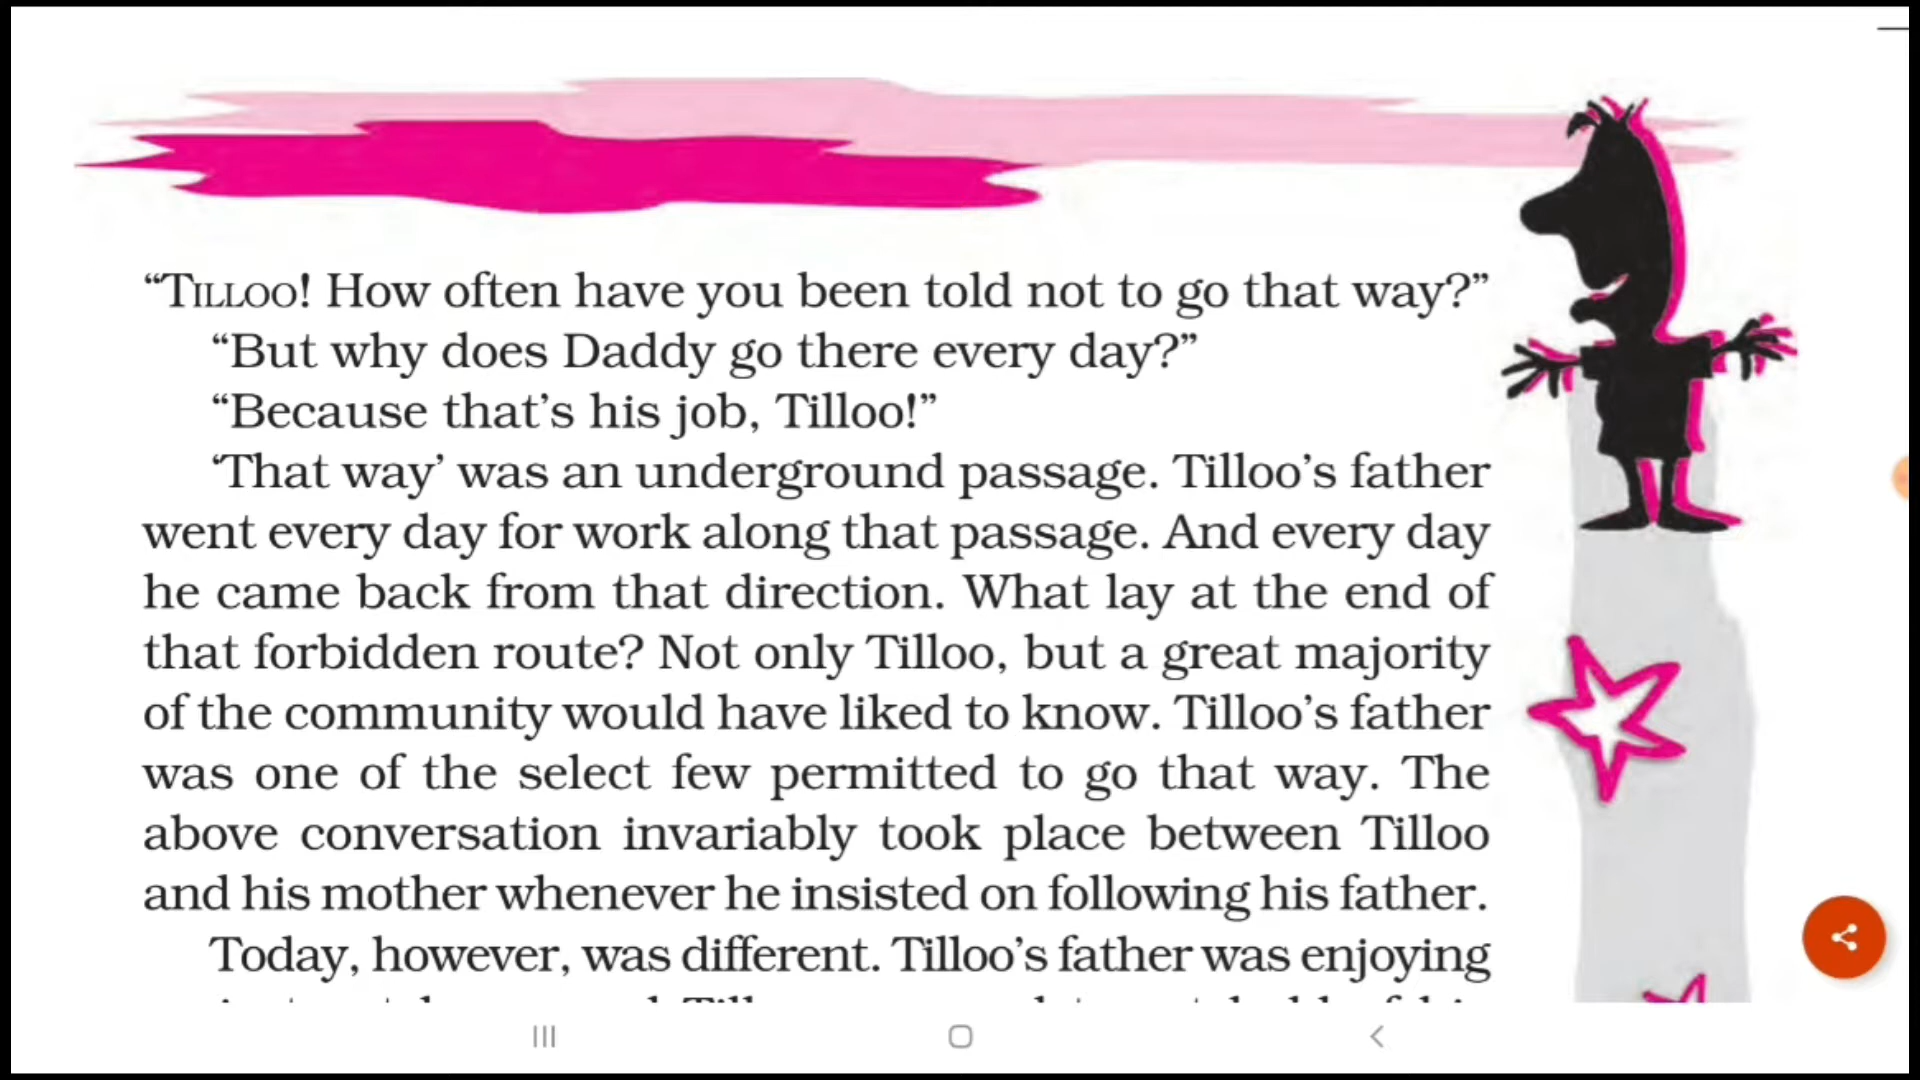 “TILLOO! How often have you been told not to go that way?”
“But why does Daddy go there every day?”
“Because that’s his job, Tilloo!”
‘That way’ was an underground passage. Tilloo’s father
went every day for work along that passage. And every day
he came back from that direction. What lay at the end of
that forbidden route? Not only Tilloo, but a great majority
of the community would have liked to know. Tilloo’s father
was one of the select few permitted to go that way. The
above conversation invariably took place between Tilloo
and his mother whenever he insisted on following his father.
Today, however, was different. Tilloo’s father was enjoying